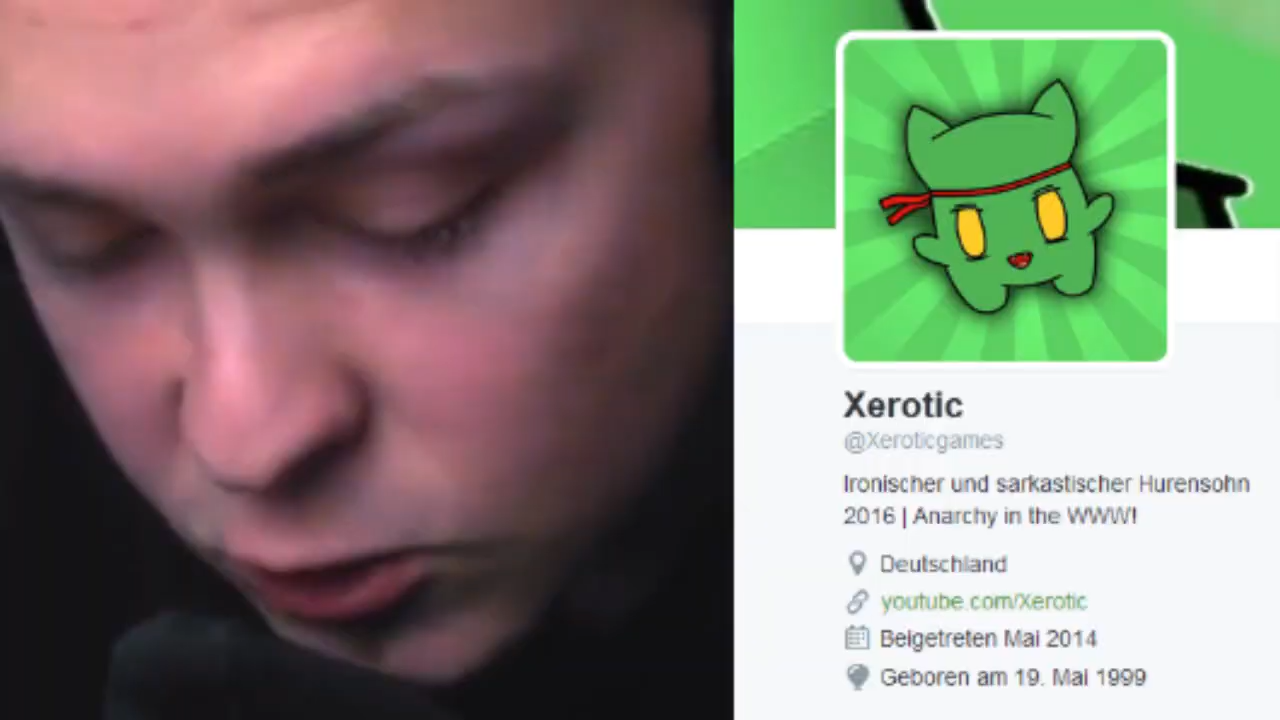 Xerotic
@Xeroticgames
Ironischer und sarkastischer Hurensohn
2016 | Anarchy in the WWW!
Deutschland
youtube.com/Xerotic
Beigetreten Mai 2014
Geboren am 19. Mai 1999